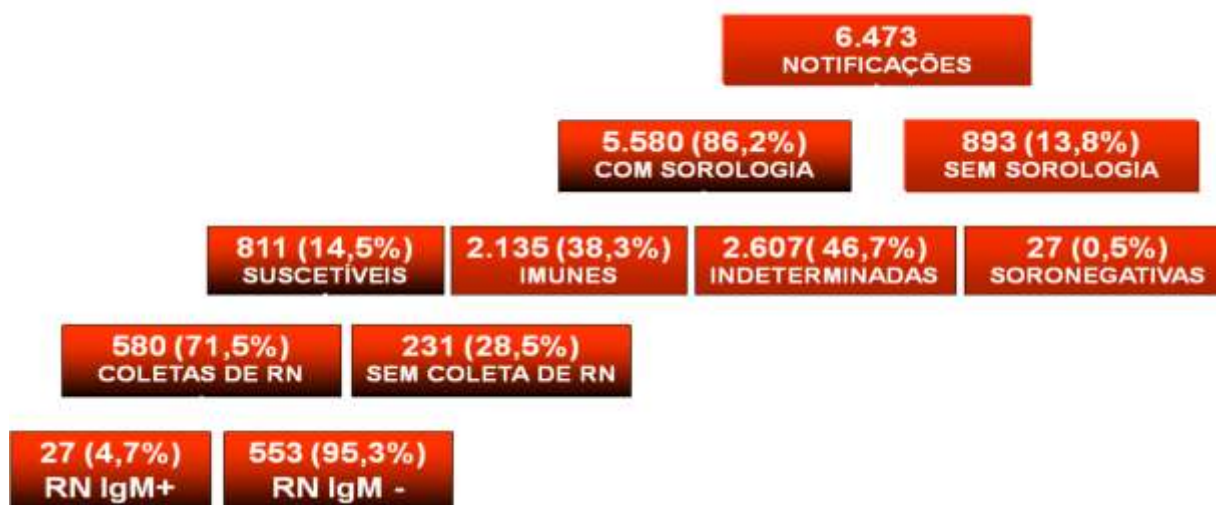 6.473
NOTIFICAÇÕES
5.580 (86,2%)
COM SOROLOGIA
893 (13,8%)
SEM SOROLOGIA
811 (14,5%)
SUSCETÍVEIS
2.135 (38,3%)
IMUNES
2.607( 46,7%)
INDETERMINADAS
27 (0,5%)
SORONEGATIVAS
580 (71,5%)
COLETAS DE RN
231 (28,5%)
SEM COLETA DE RN
27 (4,7%)
RN IgM+
553 (95,3%)
RN IgM -